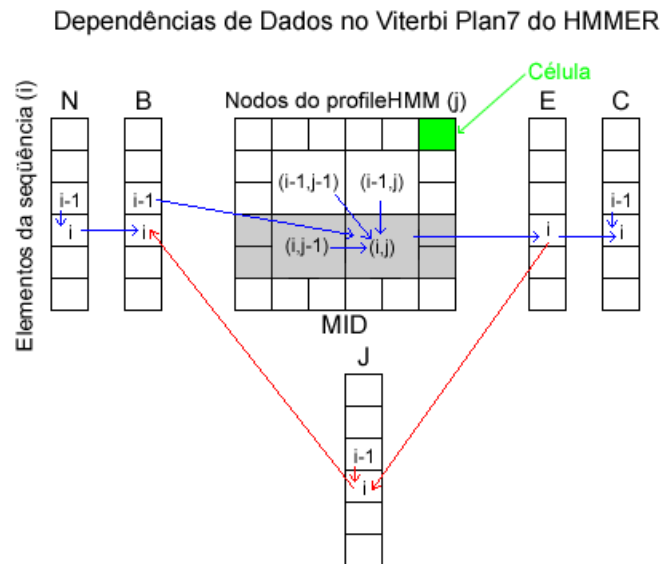 Dependências de Dados no Viterbi Plan7 do HMMER
Célula
N
B
Nodos do profileHMM (j)
E
C
Elementos da seqüência (i)
i-1
i-1
(i-1,j-1)
(i-1,j)
i-1
i
i
(i,j-1)
(i,j)
i
i
MID
J
i-1
i